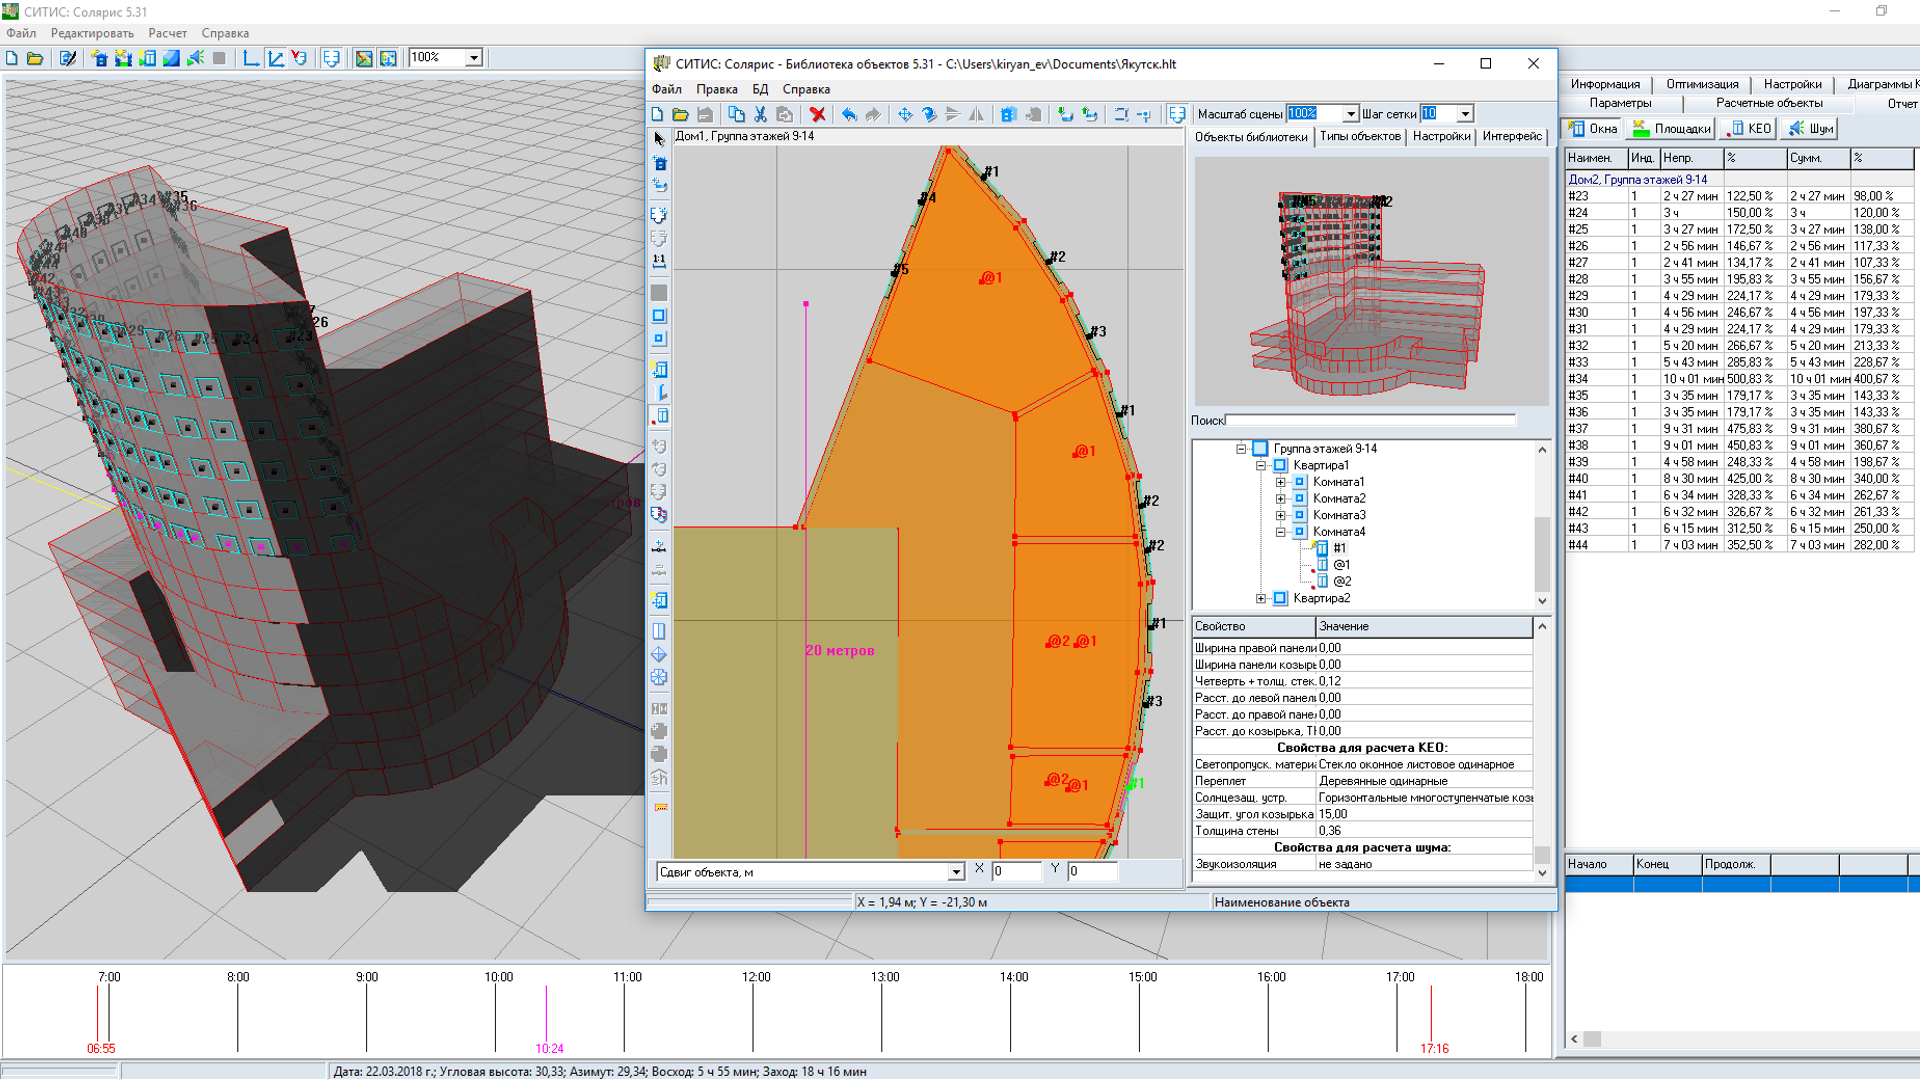 СИТИС: Солярис 5.31
Файл Редактировать Расчет Справка
100%
СИТИС: Солярис - Библиотека объектов 5.31 - C:\Users\kiryan_ev\Documents\Якутск.hlt
Файл Правка БД Справка
Масштаб сцены 100% Шаг сетки 10
Дом1, Группа этажей 9-14
Объекты библиотеки Типы объектов Настройки Интерфейс
1:1
#1
#4
#2
#5
@1
#3
#1
@1
#2
#2
#1
@2 @1
20 метров
#3
@2 @1
#1
Поиск
Группа этажей 9-14
Квартира1
Комната1
Комната2
Комната3
Комната4
#1
@1
@2
Квартира2
Свойство Значение
Ширина правой панели 0,00
Ширина панели козырь 0,00
Четверть + толщ. стек. 0,12
Расст. до левой панел 0,00
Расст. до правой пане 0,00
Расст. до козырька, ТН 0,00
Свойства для расчета КЕО:
Светопропуск. материа Стекло оконное листовое одинарное
Переплет Деревянные одинарные
Солнцезащ. устр. Горизонтальные многоступенчатые козы
Защит. угол козырька 15,00
Толщина стены 0,36
Свойства для расчета шума:
Звукоизоляция не задано
Сдвиг объекта, м X 0 Y 0
X = 1,94 м; Y = -21,30 м Наименование объекта
Информация Оптимизация Настройки Диаграммы К
Параметры Расчетные объекты Отчет
Окна Площадки КЕО Шум
Наимен. Инд. Непр. % Сумм. %
Дом2, Группа этажей 9-14
#23 1 2 ч 27 мин 122,50 % 2 ч 27 мин 98,00 %
#24 1 3 ч 150,00 % 3 ч 120,00 %
#25 1 3 ч 27 мин 172,50 % 3 ч 27 мин 138,00 %
#26 1 2 ч 56 мин 146,67 % 2 ч 56 мин 117,33 %
#27 1 2 ч 41 мин 134,17 % 2 ч 41 мин 107,33 %
#28 1 3 ч 55 мин 195,83 % 3 ч 55 мин 156,67 %
#29 1 4 ч 29 мин 224,17 % 4 ч 29 мин 179,33 %
#30 1 4 ч 56 мин 246,67 % 4 ч 56 мин 197,33 %
#31 1 4 ч 29 мин 224,17 % 4 ч 29 мин 179,33 %
#32 1 5 ч 20 мин 266,67 % 5 ч 20 мин 213,33 %
#33 1 5 ч 43 мин 285,83 % 5 ч 43 мин 228,67 %
#34 1 10 ч 01 мин 500,83 % 10 ч 01 мин 400,67 %
#35 1 3 ч 35 мин 179,17 % 3 ч 35 мин 143,33 %
#36 1 3 ч 35 мин 179,17 % 3 ч 35 мин 143,33 %
#37 1 9 ч 31 мин 475,83 % 9 ч 31 мин 380,67 %
#38 1 9 ч 01 мин 450,83 % 9 ч 01 мин 360,67 %
#39 1 4 ч 58 мин 248,33 % 4 ч 58 мин 198,67 %
#40 1 8 ч 30 мин 425,00 % 8 ч 30 мин 340,00 %
#41 1 6 ч 34 мин 328,33 % 6 ч 34 мин 262,67 %
#42 1 6 ч 32 мин 326,67 % 6 ч 32 мин 261,33 %
#43 1 6 ч 15 мин 312,50 % 6 ч 15 мин 250,00 %
#44 1 7 ч 03 мин 352,50 % 7 ч 03 мин 282,00 %
Начало Конец Продолж.
7:00 8:00 9:00 10:00 11:00 12:00 13:00 14:00 15:00 16:00 17:00 18:00
06:55 10:24 17:16
Дата: 22.03.2018 г.; Угловая высота: 30,33; Азимут: 29,34; Восход: 5 ч 55 мин; Заход: 18 ч 16 мин